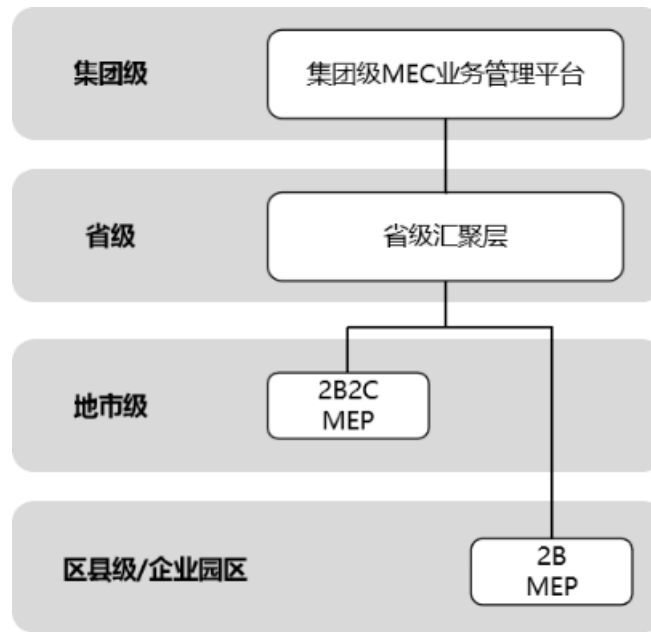 集团级
集团级MEC业务管理平台
省级
省级汇聚层
地市级
2B2C
MEP
区县级/企业园区
2B
MEP